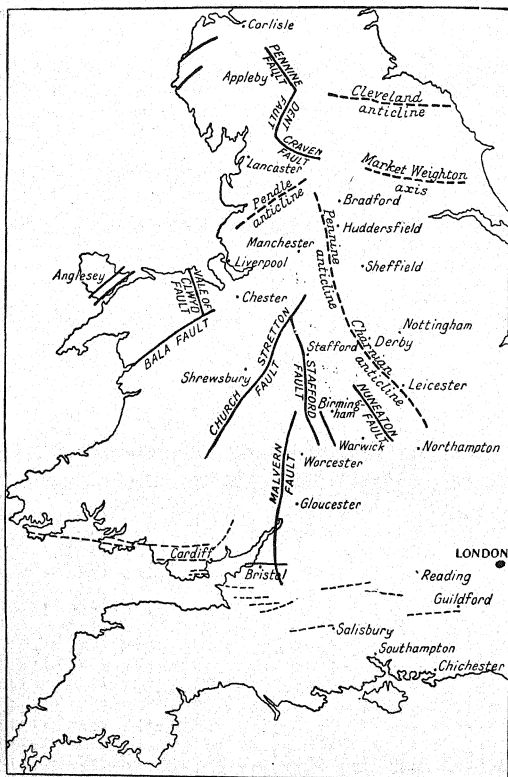 Carlisle
PENNINE
FAULT
Appleby
DENT
FAULT
CRAVEN
FAULT
Cleveland
anticline
Lancaster
Market Weighton
axis
Pendle
anticline
Bradford
Huddersfield
Pennine
anticline
Manchester
Liverpool
Sheffield
Anglesey
VALE OF
CLWYD
FAULT
Chester
BALA FAULT
Nottingham
Derby
Charnian
anticline
Stafford
CHURCH STRETTON
FAULT
Shrewsbury
STAFFORD
FAULT
Leicester
Birming-
ham
NUNEATON
FAULT
Warwick
Northampton
Worcester
MALVERN
FAULT
Gloucester
Cardiff
Bristol
LONDON
Reading
Guildford
Salisbury
Southampton
Chichester